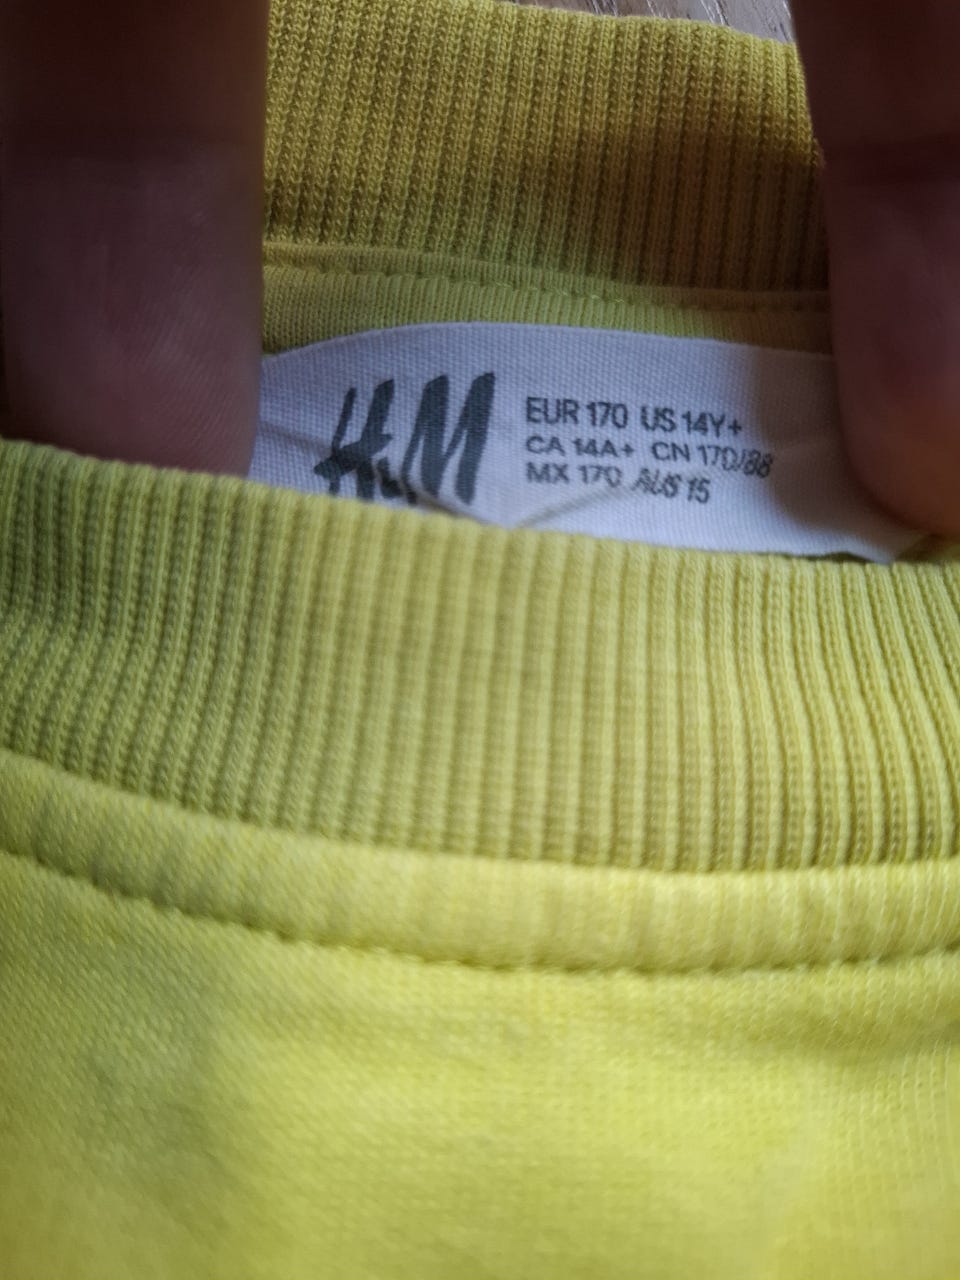 H&M
EUR 170 US 14Y+
CA 14A+ CN 170/88
MX 170 AUS 15